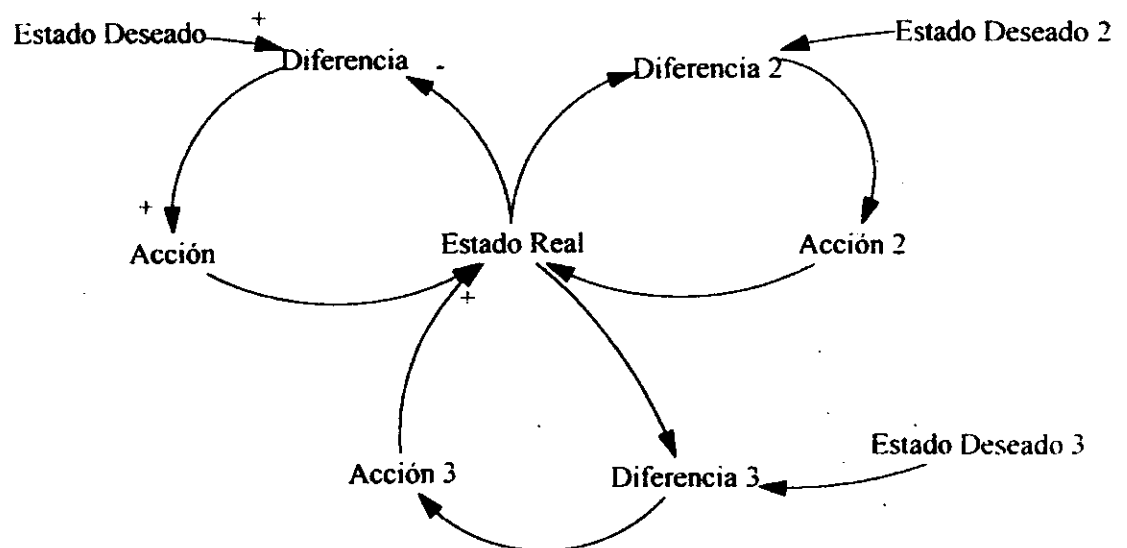 +
Estado Deseado
Estado Deseado 2
Diferencia -
Diferencia 2
+
Acción
Estado Real
Acción 2
+
Estado Deseado 3
Acción 3
Diferencia 3